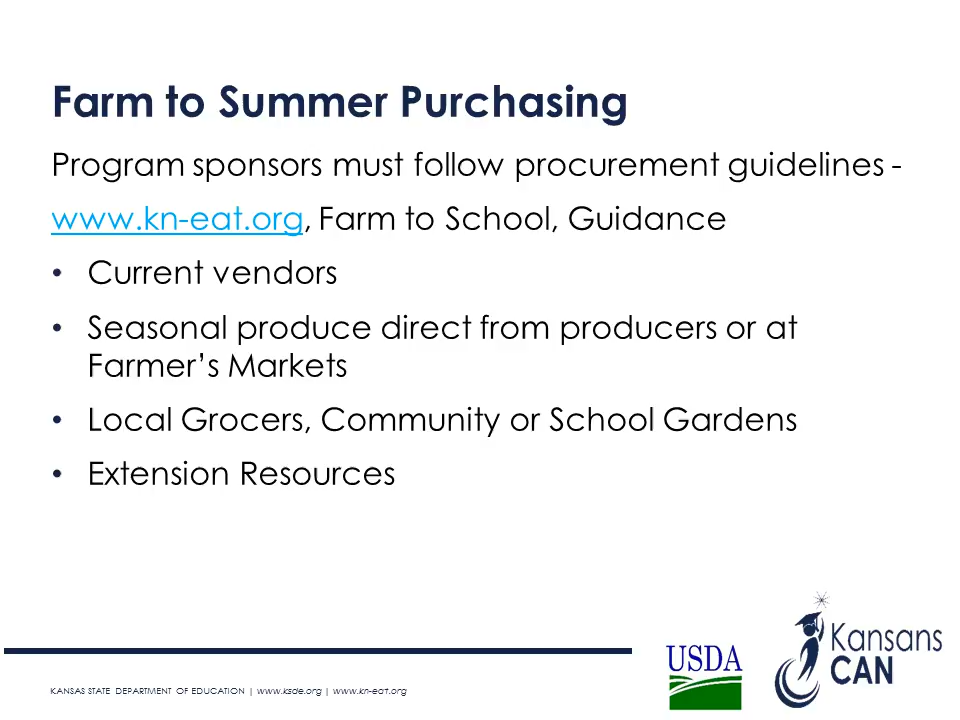 Farm to Summer Purchasing
Program sponsors must follow procurement guidelines -
www.kn-eat.org, Farm to School, Guidance
• Current vendors
• Seasonal produce direct from producers or at
Farmer’s Markets
• Local Grocers, Community or School Gardens
• Extension Resources
Kansans
CAN
USDA
KANSAS STATE DEPARTMENT OF EDUCATION | www.ksde.org | www.kn-eat.org